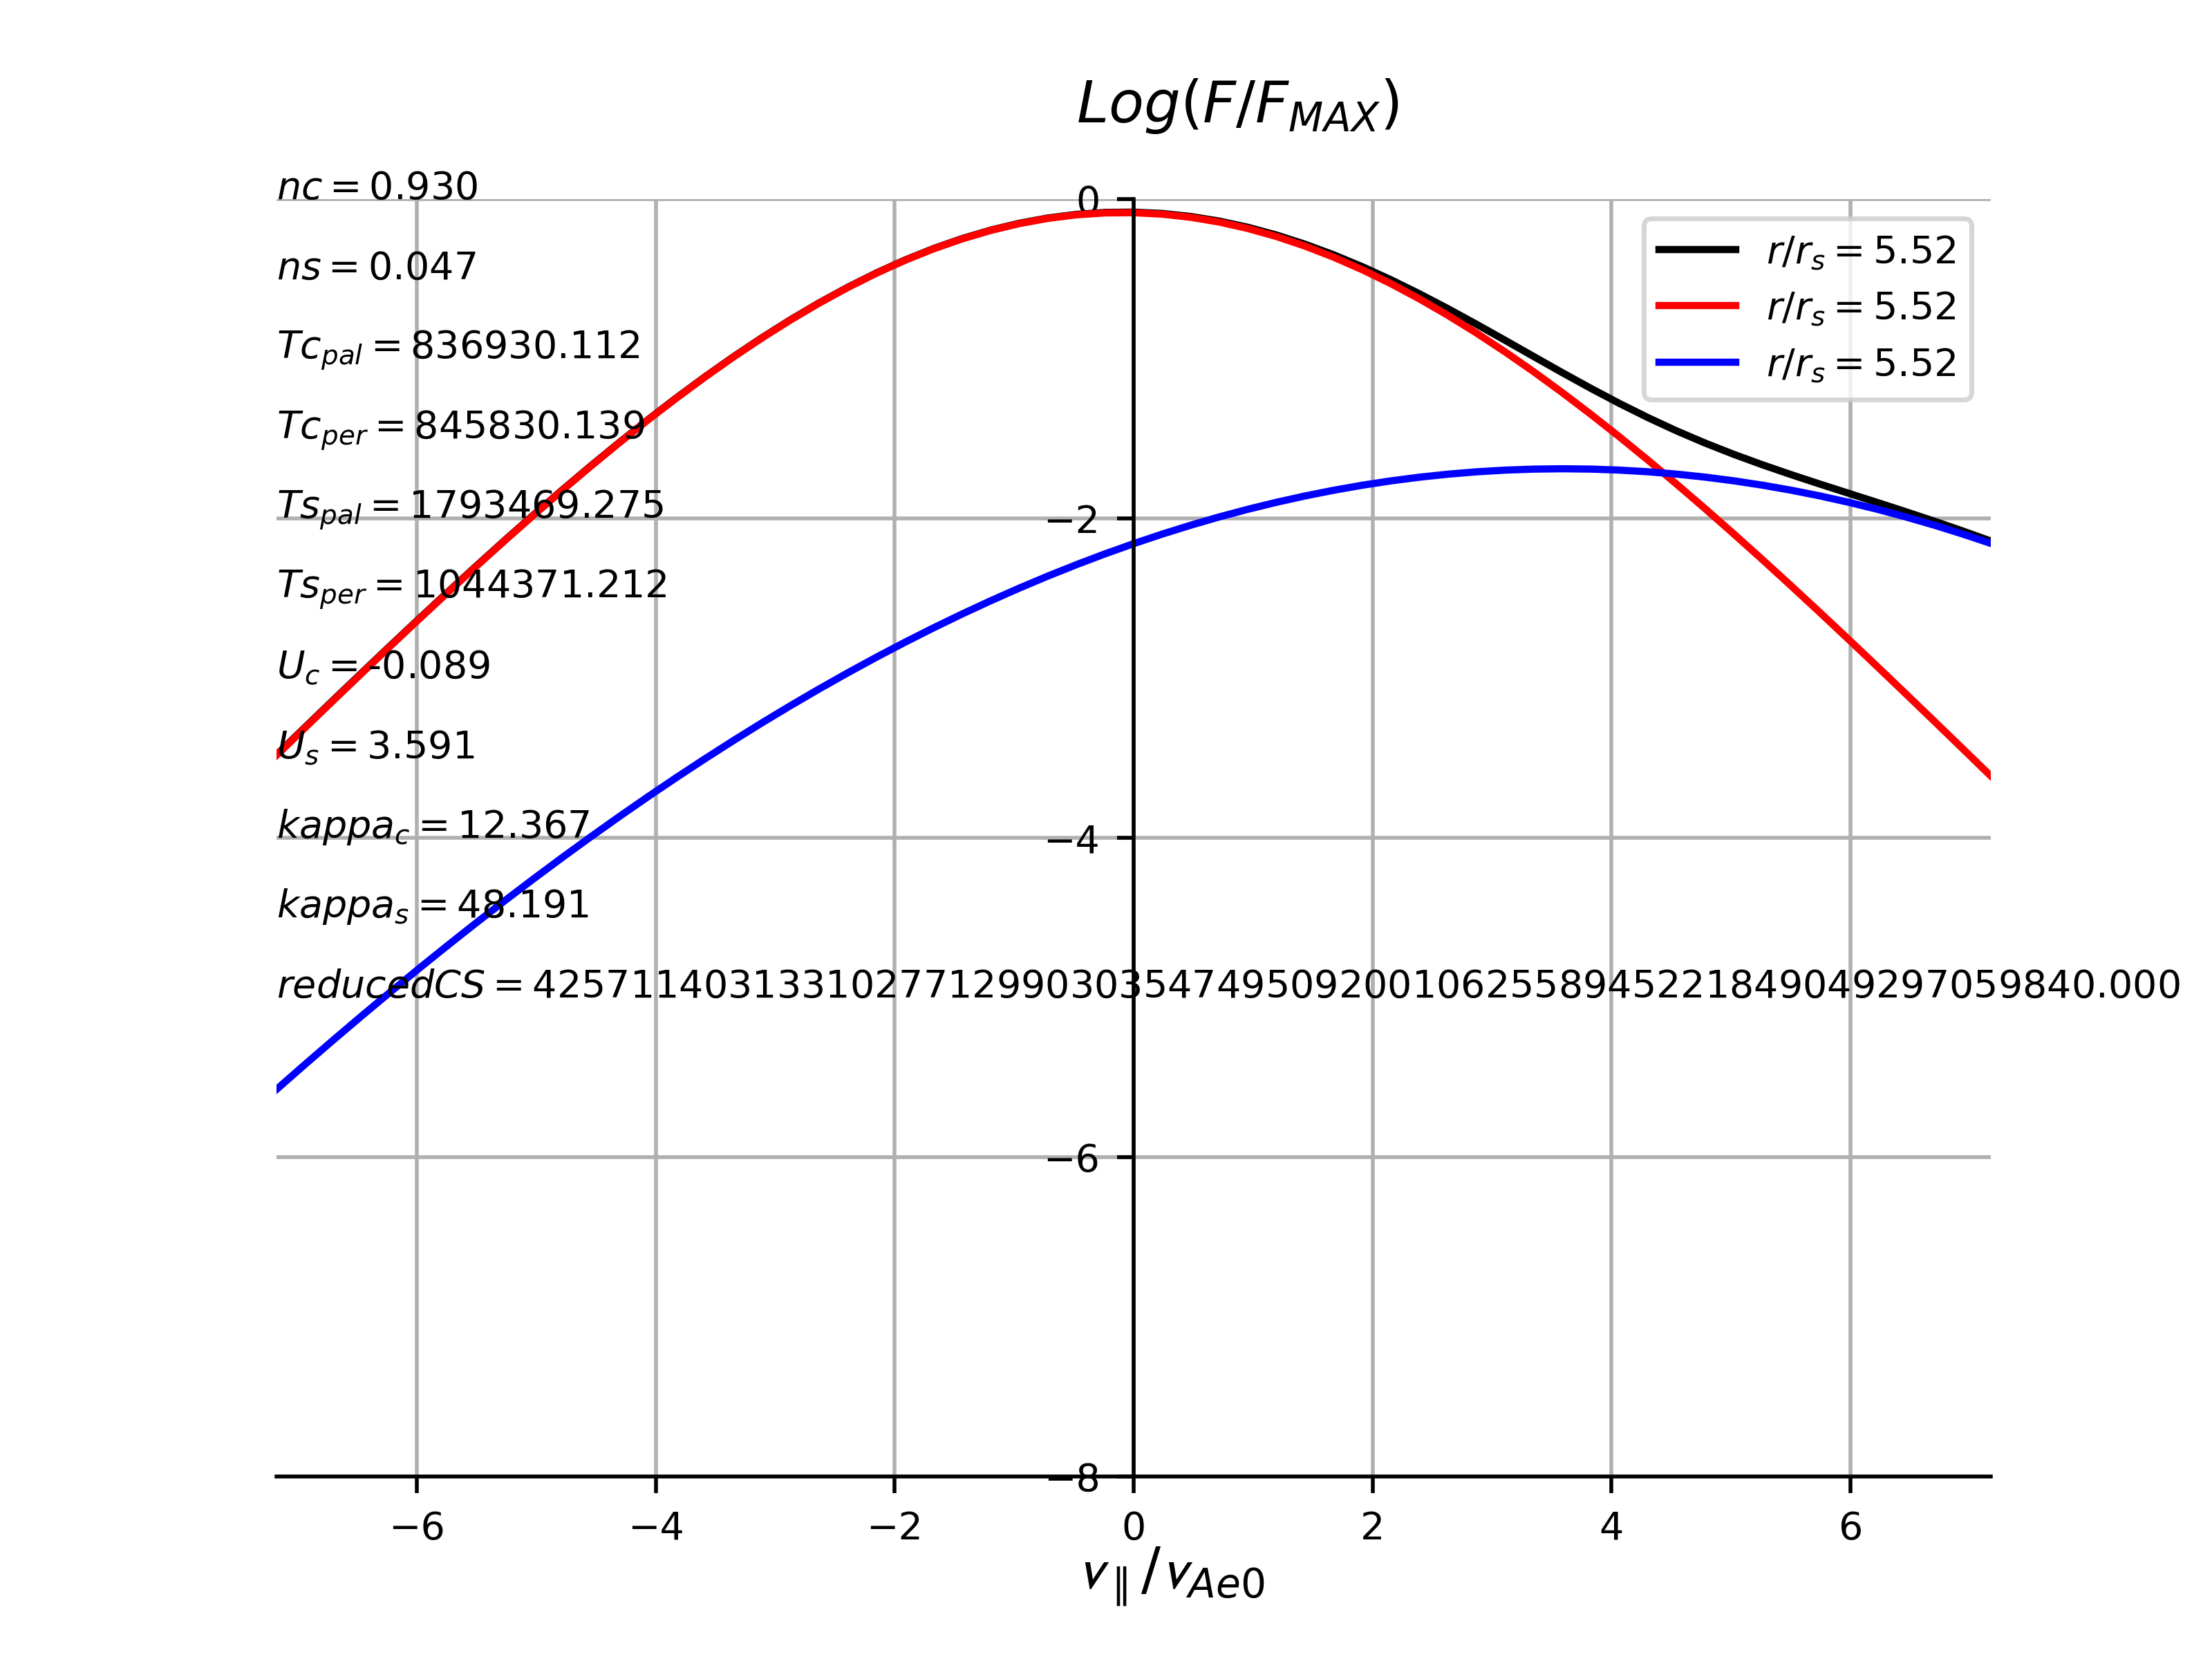 Log(F/F_MAX)
nc = 0.930
ns = 0.047
Tc_pal = 836930.112
Tc_per = 845830.139
Ts_pal = 1793469.275
Ts_per = 1044371.212
U_c = -0.089
U_s = 3.591
kappa_c = 12.367
kappa_s = 48.191
reducedCS = 425711403133102771299030354749509200106255894522184904929705984​0.000
r/r_s = 5.52
r/r_s = 5.52
r/r_s = 5.52
0
−2
−4
−6
−8
−6 −4 −2 0 2 4 6
v_∥/v_Ae0